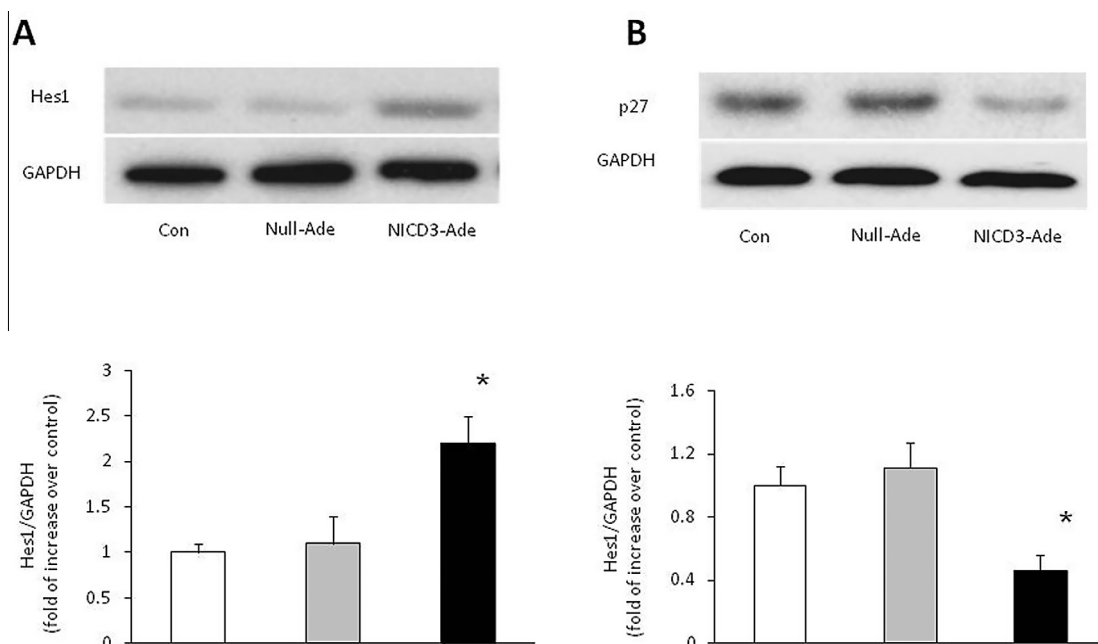 A
Hes1
GAPDH
Con Null-Ade NICD3-Ade
Hes1/GAPDH
(fold of increase over control)
3
2.5
2
1.5
1
0.5
0
*
B
p27
GAPDH
Con Null-Ade NICD3-Ade
Hes1/GAPDH
(fold of increase over control)
1.6
1.2
0.8
0.4
0
*